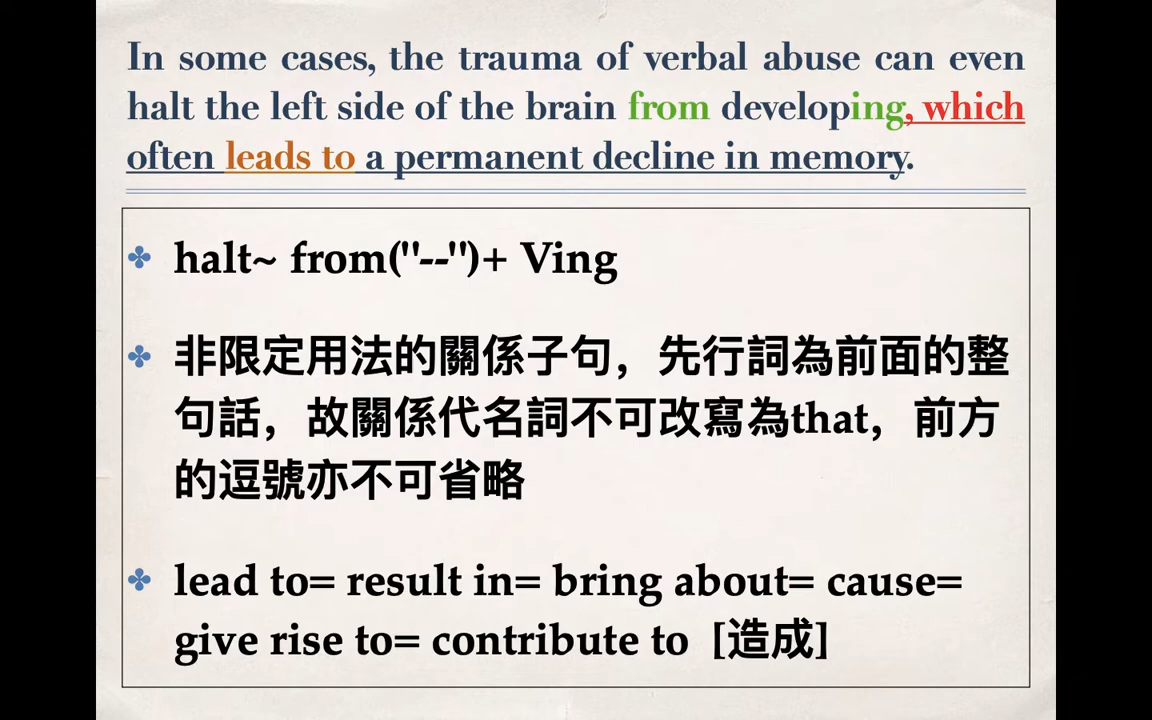 In some cases, the trauma of verbal abuse can even
halt the left side of the brain from developing, which
often leads to a permanent decline in memory.
halt~ from("--")+ Ving
非限定用法的關係子句，先行詞為前面的整
句話，故關係代名詞不可改寫為that，前方
的逗號亦不可省略
lead to= result in= bring about= cause=
give rise to= contribute to [造成]